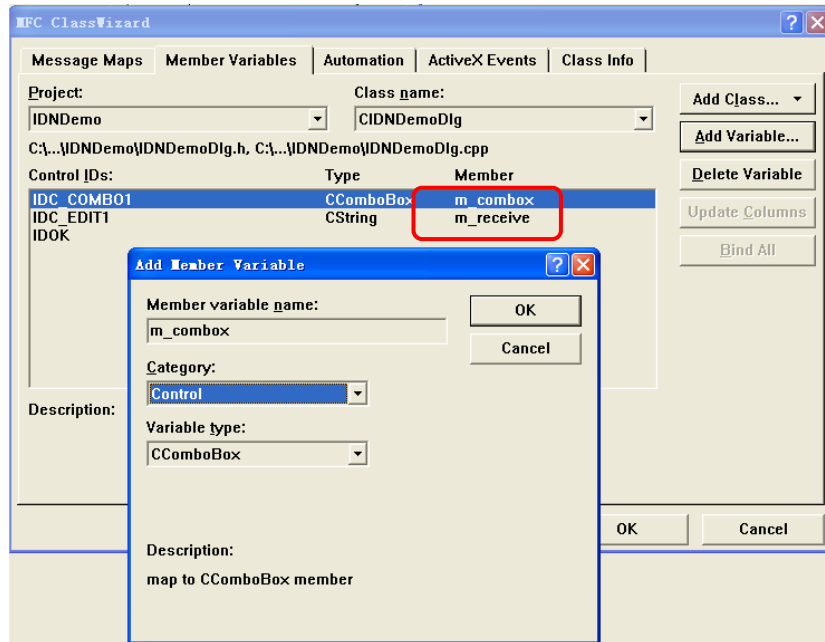 MFC ClassWizard
Message Maps
Member Variables
Automation
ActiveX Events
Class Info
Project:
Class name:
IDNDemo
CIDNDemoDlg
Add Class...
Add Variable...
Delete Variable
Update Columns
Bind All
C:\...\IDNDemo\IDNDemoDlg.h, C:\...\IDNDemo\IDNDemoDlg.cpp
Control IDs:
Type
Member
IDC_COMBO1 CComboBox m_combox
IDC_EDIT1 CString m_receive
IDOK
Description:
OK
Cancel
Add Member Variable
Member variable name:
m_combox
OK
Cancel
Category:
Control
Variable type:
CComboBox
Description:
map to CComboBox member